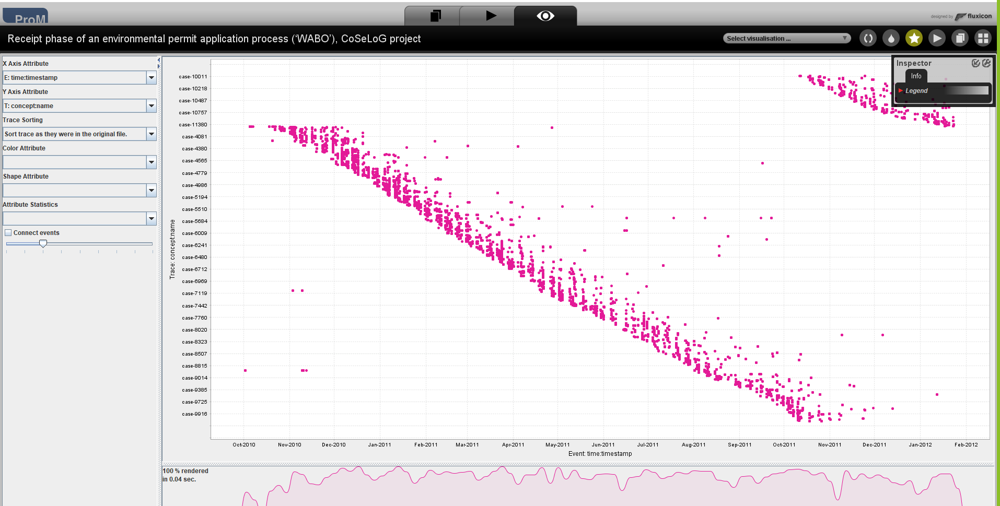 ProM
designed by fluxicon
Receipt phase of an environmental permit application process (‘WABO’), CoSeLoG project
Select visualisation ...
X Axis Attribute
E: time:timestamp
Y Axis Attribute
T: concept:name
Trace Sorting
Sort trace as they were in the original file.
Color Attribute
Shape Attribute
Attribute Statistics
Connect events
Inspector
Info
Legend
Trace: concept:name
case-10011
case-10218
case-10487
case-10757
case-11380
case-4081
case-4380
case-4565
case-4779
case-4986
case-5194
case-5510
case-5684
case-6009
case-6241
case-6480
case-6712
case-6969
case-7119
case-7442
case-7760
case-8020
case-8323
case-8507
case-8815
case-9014
case-9385
case-9725
case-9916
Oct-2010 Nov-2010 Dec-2010 Jan-2011 Feb-2011 Mar-2011 Apr-2011 May-2011 Jun-2011 Jul-2011 Aug-2011 Sep-2011 Oct-2011 Nov-2011 Dec-2011 Jan-2012 Feb-2012
Event: time:timestamp
100 % rendered
in 0.04 sec.